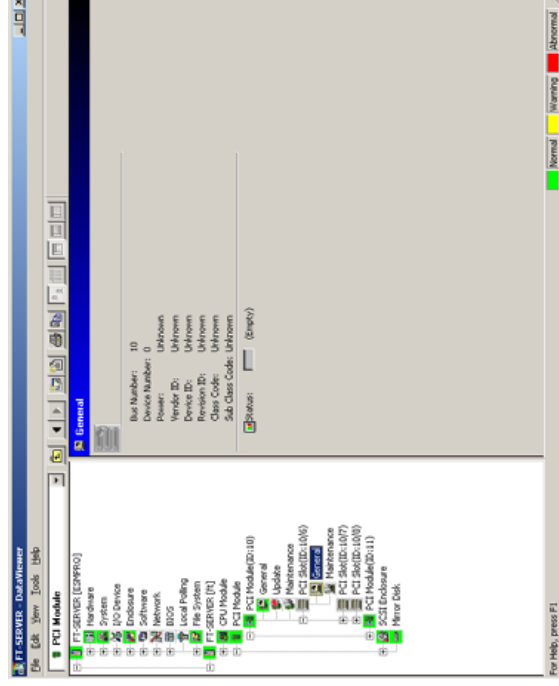 FT-SERVER - DataViewer
File Edit View Tools Help
PCI Module
FT-SERVER [ESMPRO]
Hardware
System
I/O Device
Enclosure
Software
Network
BIOS
Local Polling
File System
FT-SERVER [ft]
CPU Module
PCI Module
PCI Module(ID:10)
General
Update
Maintenance
PCI Slot(ID:10/6)
General
Maintenance
PCI Slot(ID:10/7)
PCI Slot(ID:10/8)
PCI Module(ID:11)
SCSI Enclosure
Mirror Disk
General
Bus Number: 10
Device Number: 0
Power: Unknown
Vendor ID: Unknown
Device ID: Unknown
Revision ID: Unknown
Class Code: Unknown
Sub Class Code: Unknown
Status: (Empty)
For Help, press F1
Normal Warning Abnormal